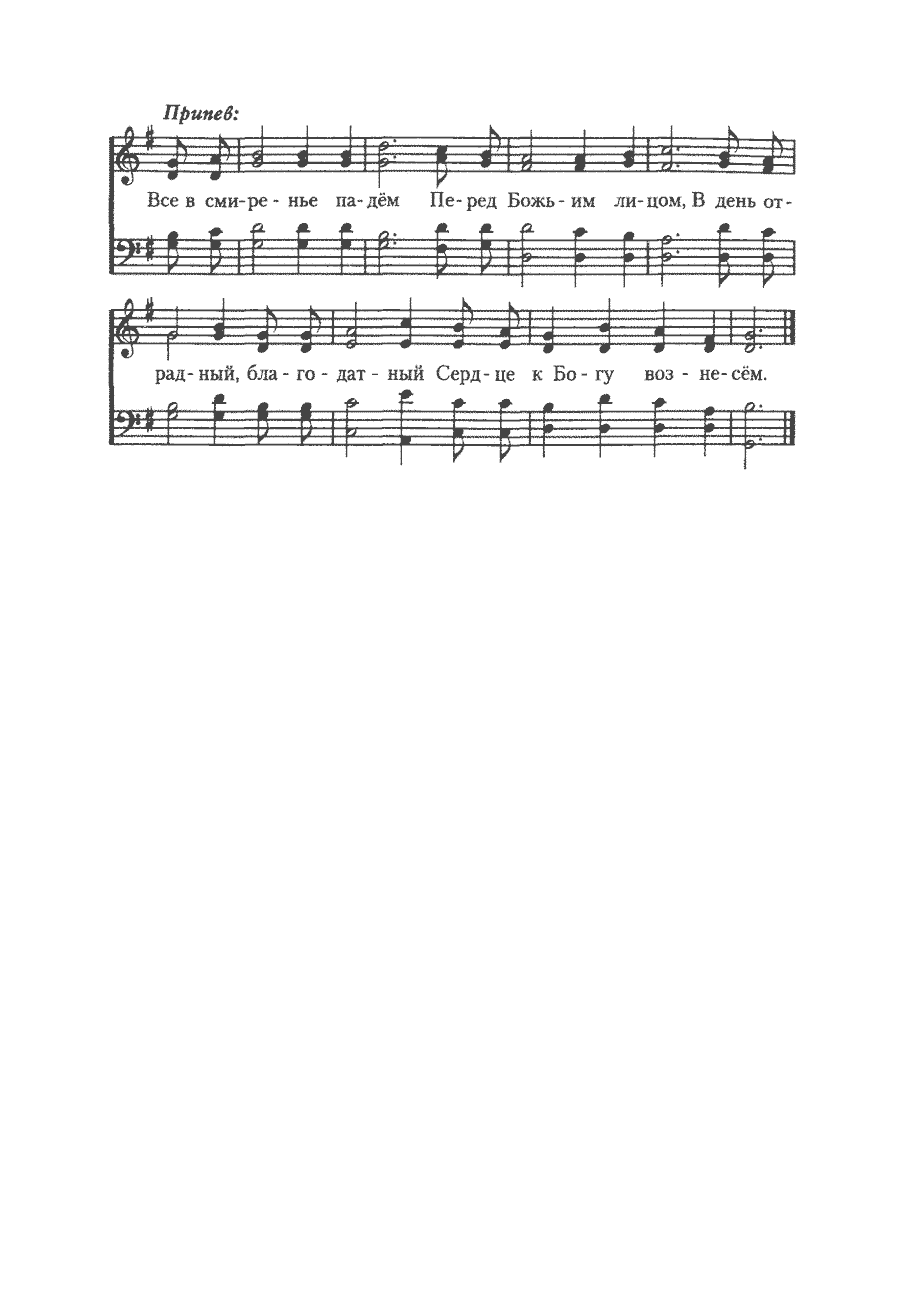 Припев:
Все в сми-ре - нье па-дём Пе-ред Божь - им ли-цом, В день от-
рад-ный, бла - го - дат - ный Серд-це к Бо - гу воз - не-сём.